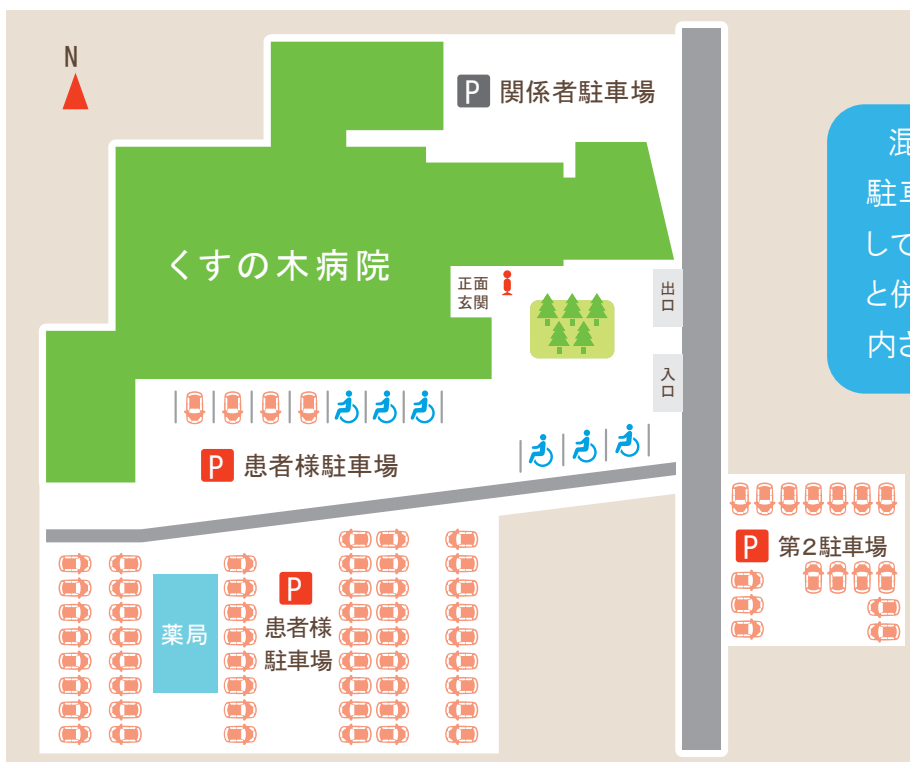 N
P 関係者駐車場
混
駐車
して
と併
内さ
くすの木病院
正面
玄関
出口
入口
P 患者様駐車場
P 第2駐車場
薬局
P
患者様
駐車場